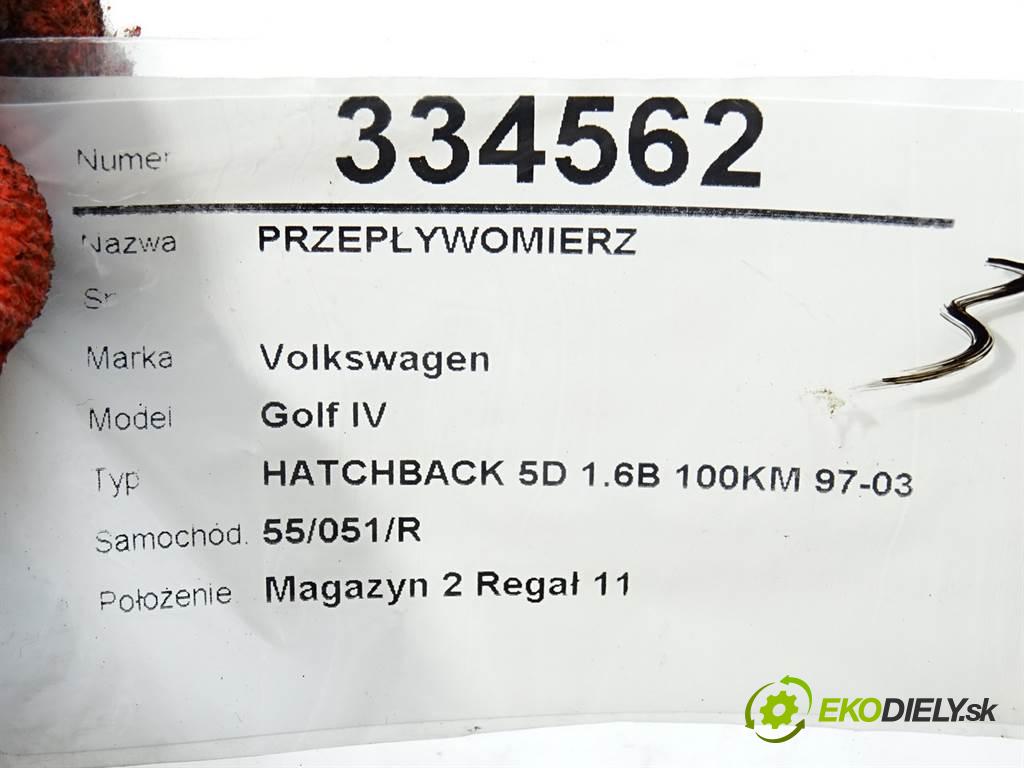 Numer 334562
Nazwa PRZEPŁYWOMIERZ
Marka Volkswagen
Model Golf IV
Typ HATCHBACK 5D 1.6B 100KM 97-03
Samochód. 55/051/R
Położenie Magazyn 2 Regał 11
EKODIELY.sk